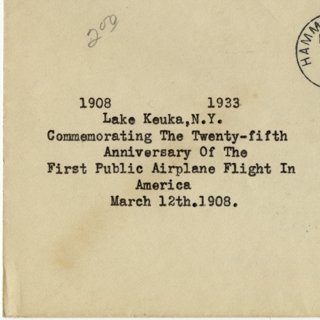 200
HAMM
1908 1933
Lake Keuka,N.Y.
Commemorating The Twenty-fifth
Anniversary Of The
First Public Airplane Flight In
America
March 12th.1908.